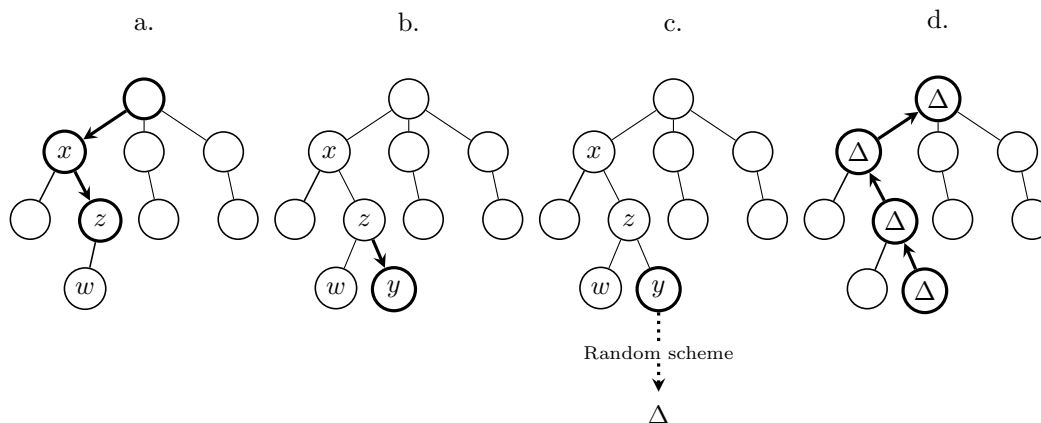 a. b. c. d.
Δ
x x x Δ
z z z Δ
w w y w y Δ
Random scheme
Δ